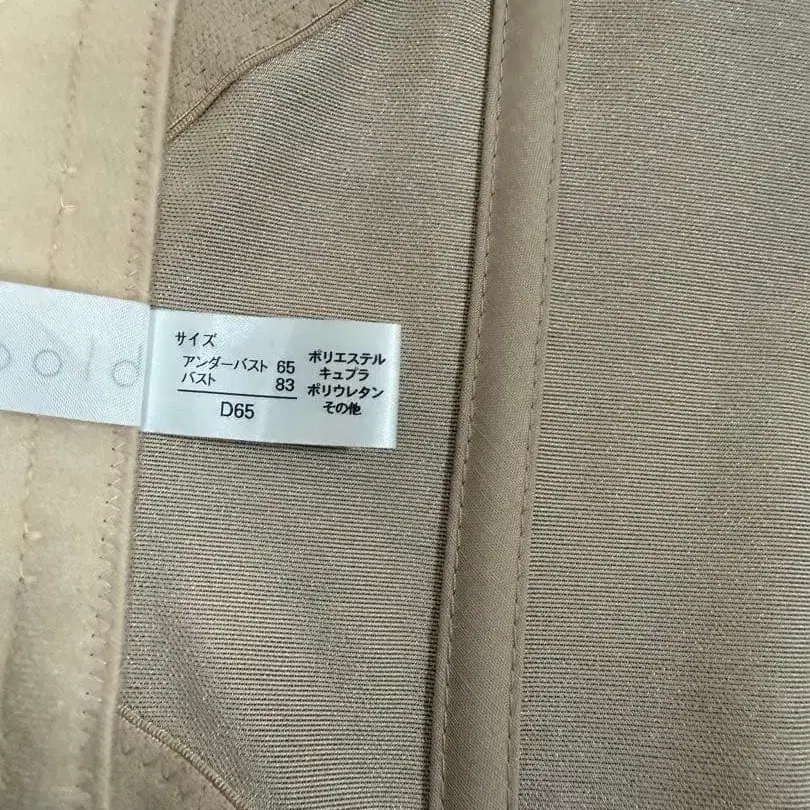 サイズ
アンダーバスト 65
バスト 83
D65
ポリエステル
キュプラ
ポリウレタン
その他